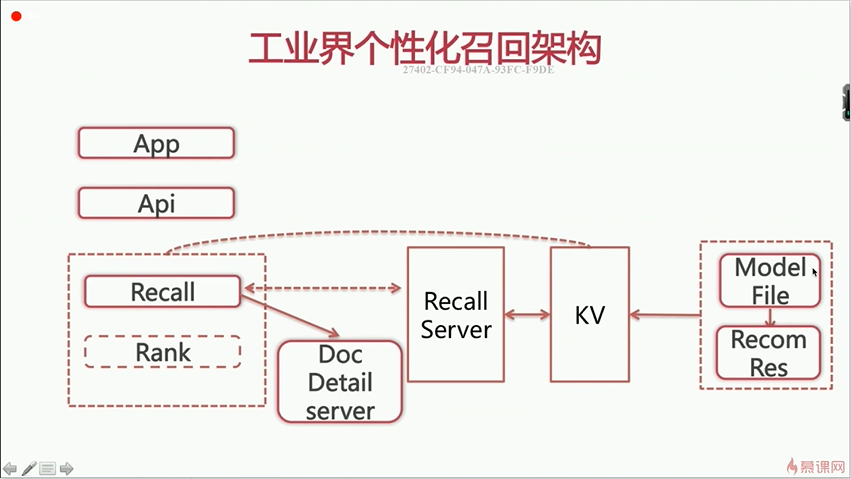 工业界个性化召回架构
27402-CF94-047A-93FC-F9DE
App
Api
Recall
Rank
Doc
Detail
server
Recall
Server
KV
Model
File
Recom
Res
慕课网